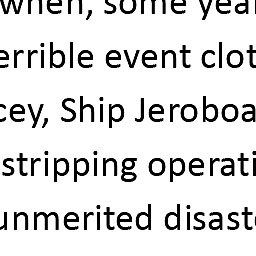 when, some year
errible event clot
cey, Ship Jeroboa
stripping operati
unmerited disast